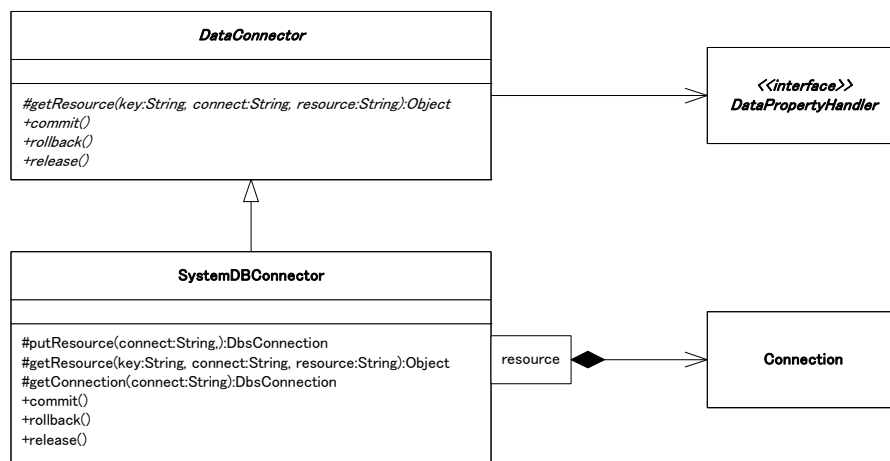 DataConnector
#getResource(key:String, connect:String, resource:String):Object
+commit()
+rollback()
+release()
<<interface>>
DataPropertyHandler
SystemDBConnector
#putResource(connect:String,):DbsConnection
#getResource(key:String, connect:String, resource:String):Object
#getConnection(connect:String):DbsConnection
+commit()
+rollback()
+release()
resource
Connection